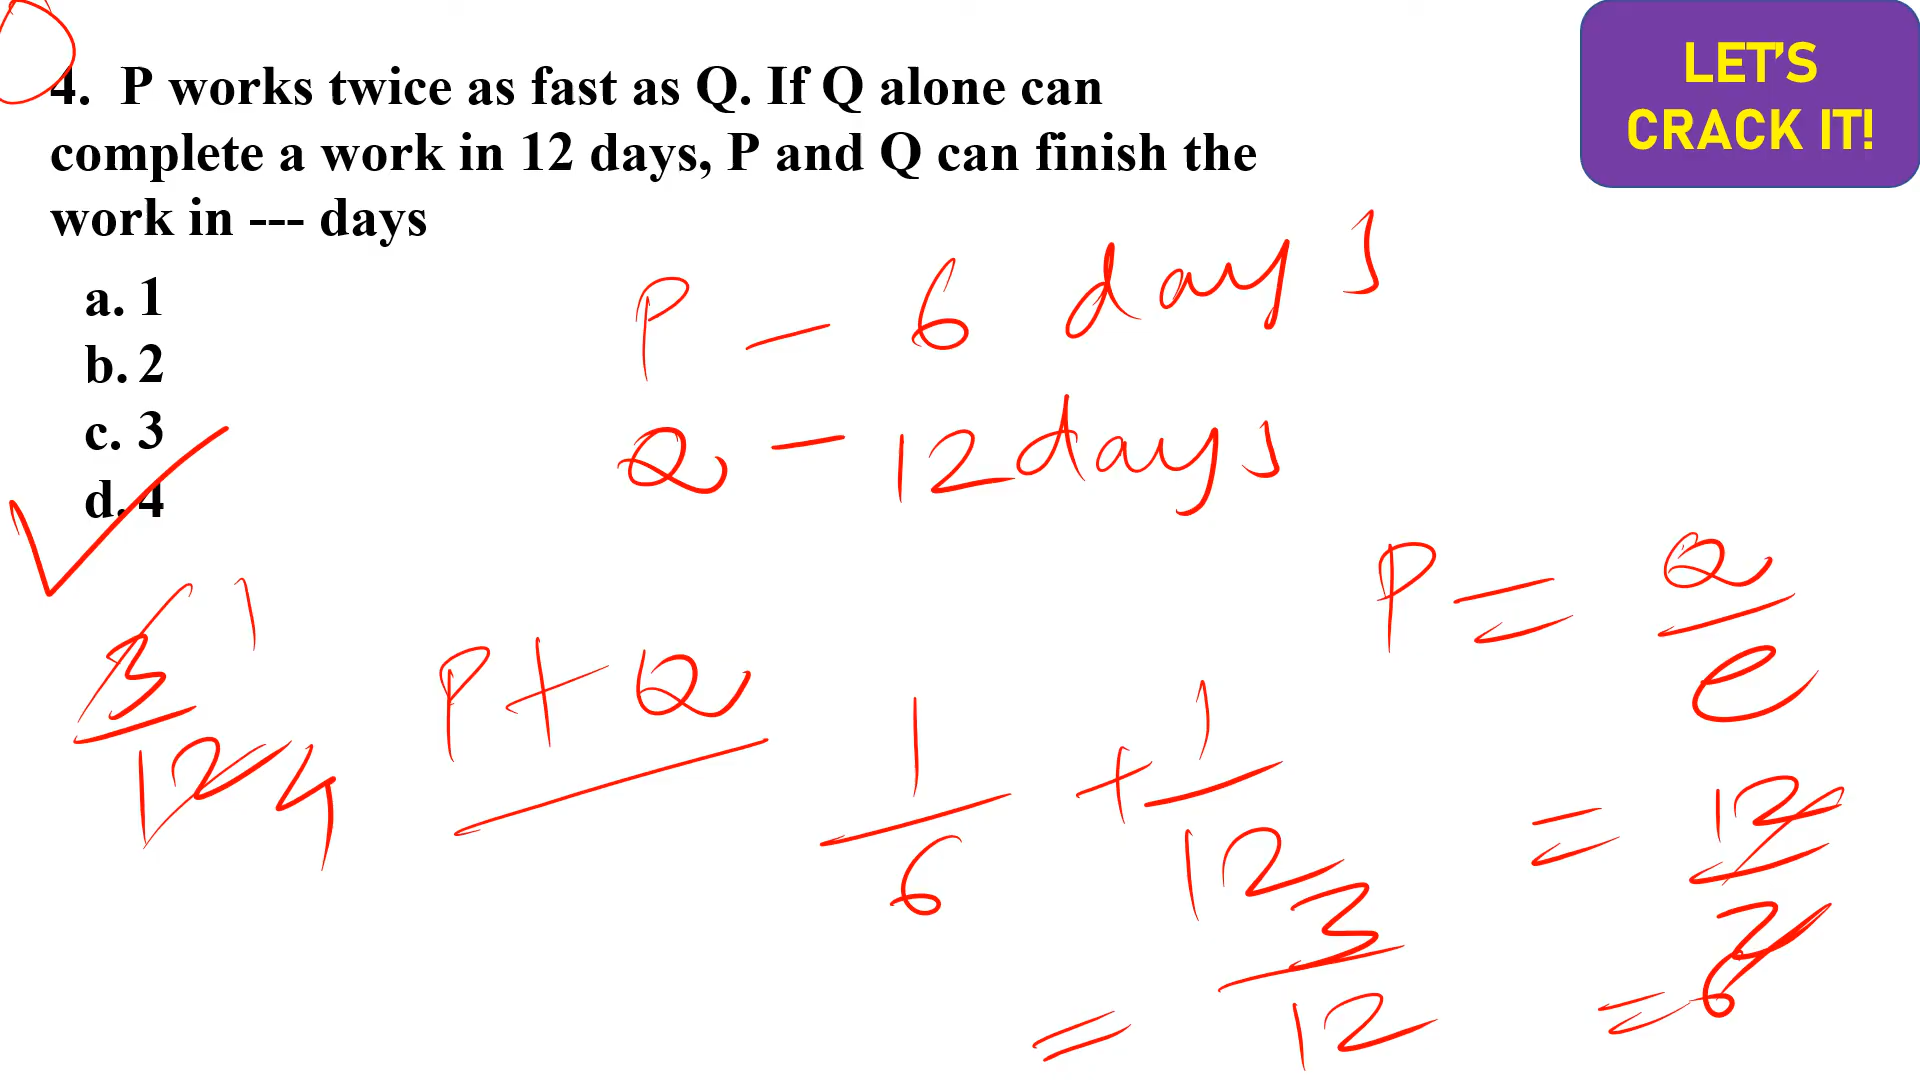 LET'S
CRACK IT!
4. P works twice as fast as Q. If Q alone can
complete a work in 12 days, P and Q can finish the
work in --- days
a. 1
b. 2
c. 3
d. 4
P - 6 days
Q - 12 days
P = Q/2
= 12/2
= 6
P+Q
1/6 + 1/12
= 3/12
3/12 1 4